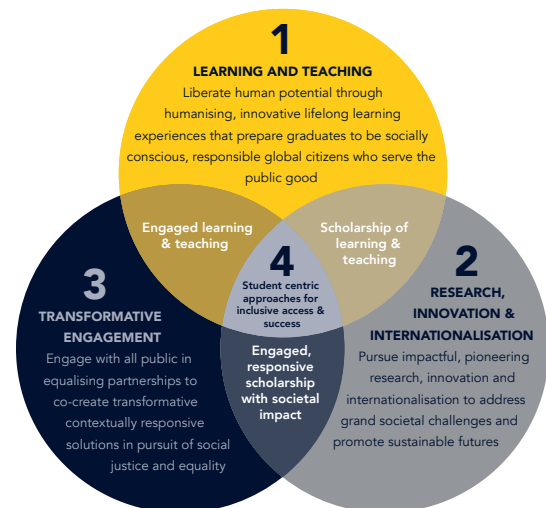 1
LEARNING AND TEACHING
Liberate human potential through
humanising, innovative lifelong learning
experiences that prepare graduates to be socially
conscious, responsible global citizens who serve the
public good
Engaged learning
& teaching
Scholarship of
learning &
teaching
4
Student centric
approaches for
inclusive access &
success
2
RESEARCH,
INNOVATION &
INTERNATIONALISATION
Pursue impactful, pioneering
research, innovation and
internationalisation to address
grand societal challenges and
promote sustainable futures
3
TRANSFORMATIVE
ENGAGEMENT
Engage with all public in
equalising partnerships to
co-create transformative
contextually responsive
solutions in pursuit of social
justice and equality
Engaged,
responsive
scholarship
with societal
impact